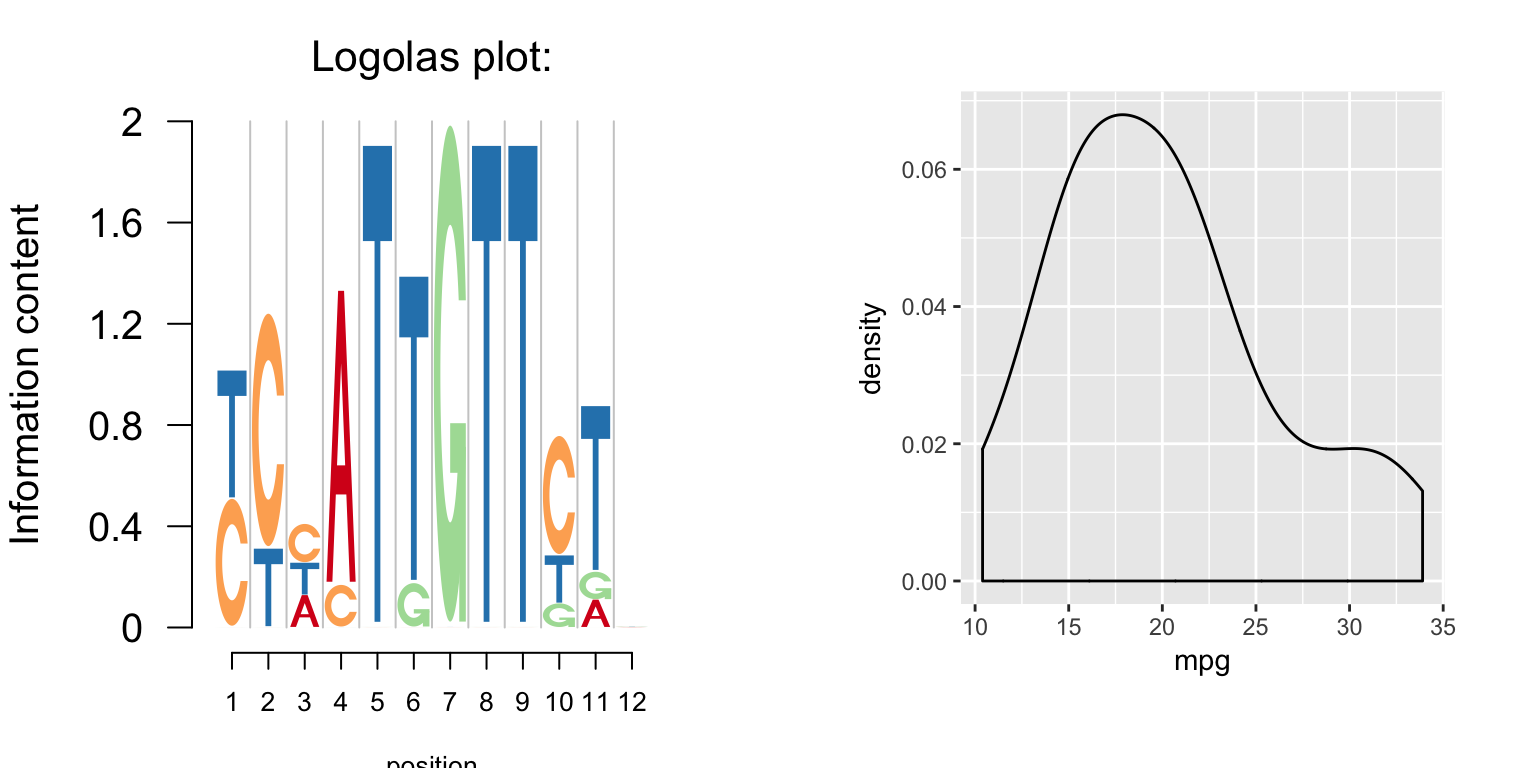 Logolas plot:
Information content
2
1.6
1.2
0.8
0.4
0
T C
C T
C T A
A C
T
T G
G
T
T
C T G
T G A
1 2 3 4 5 6 7 8 9 10 11 12
position
density
0.06
0.04
0.02
0.00
10 15 20 25 30 35
mpg